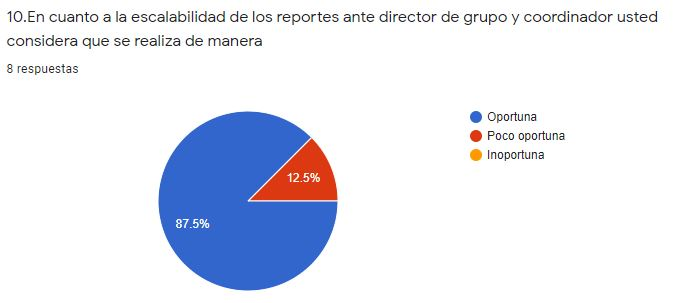 10.En cuanto a la escalabilidad de los reportes ante director de grupo y coordinador usted
considera que se realiza de manera
8 respuestas
Oportuna
Poco oportuna
Inoportuna
12.5%
87.5%